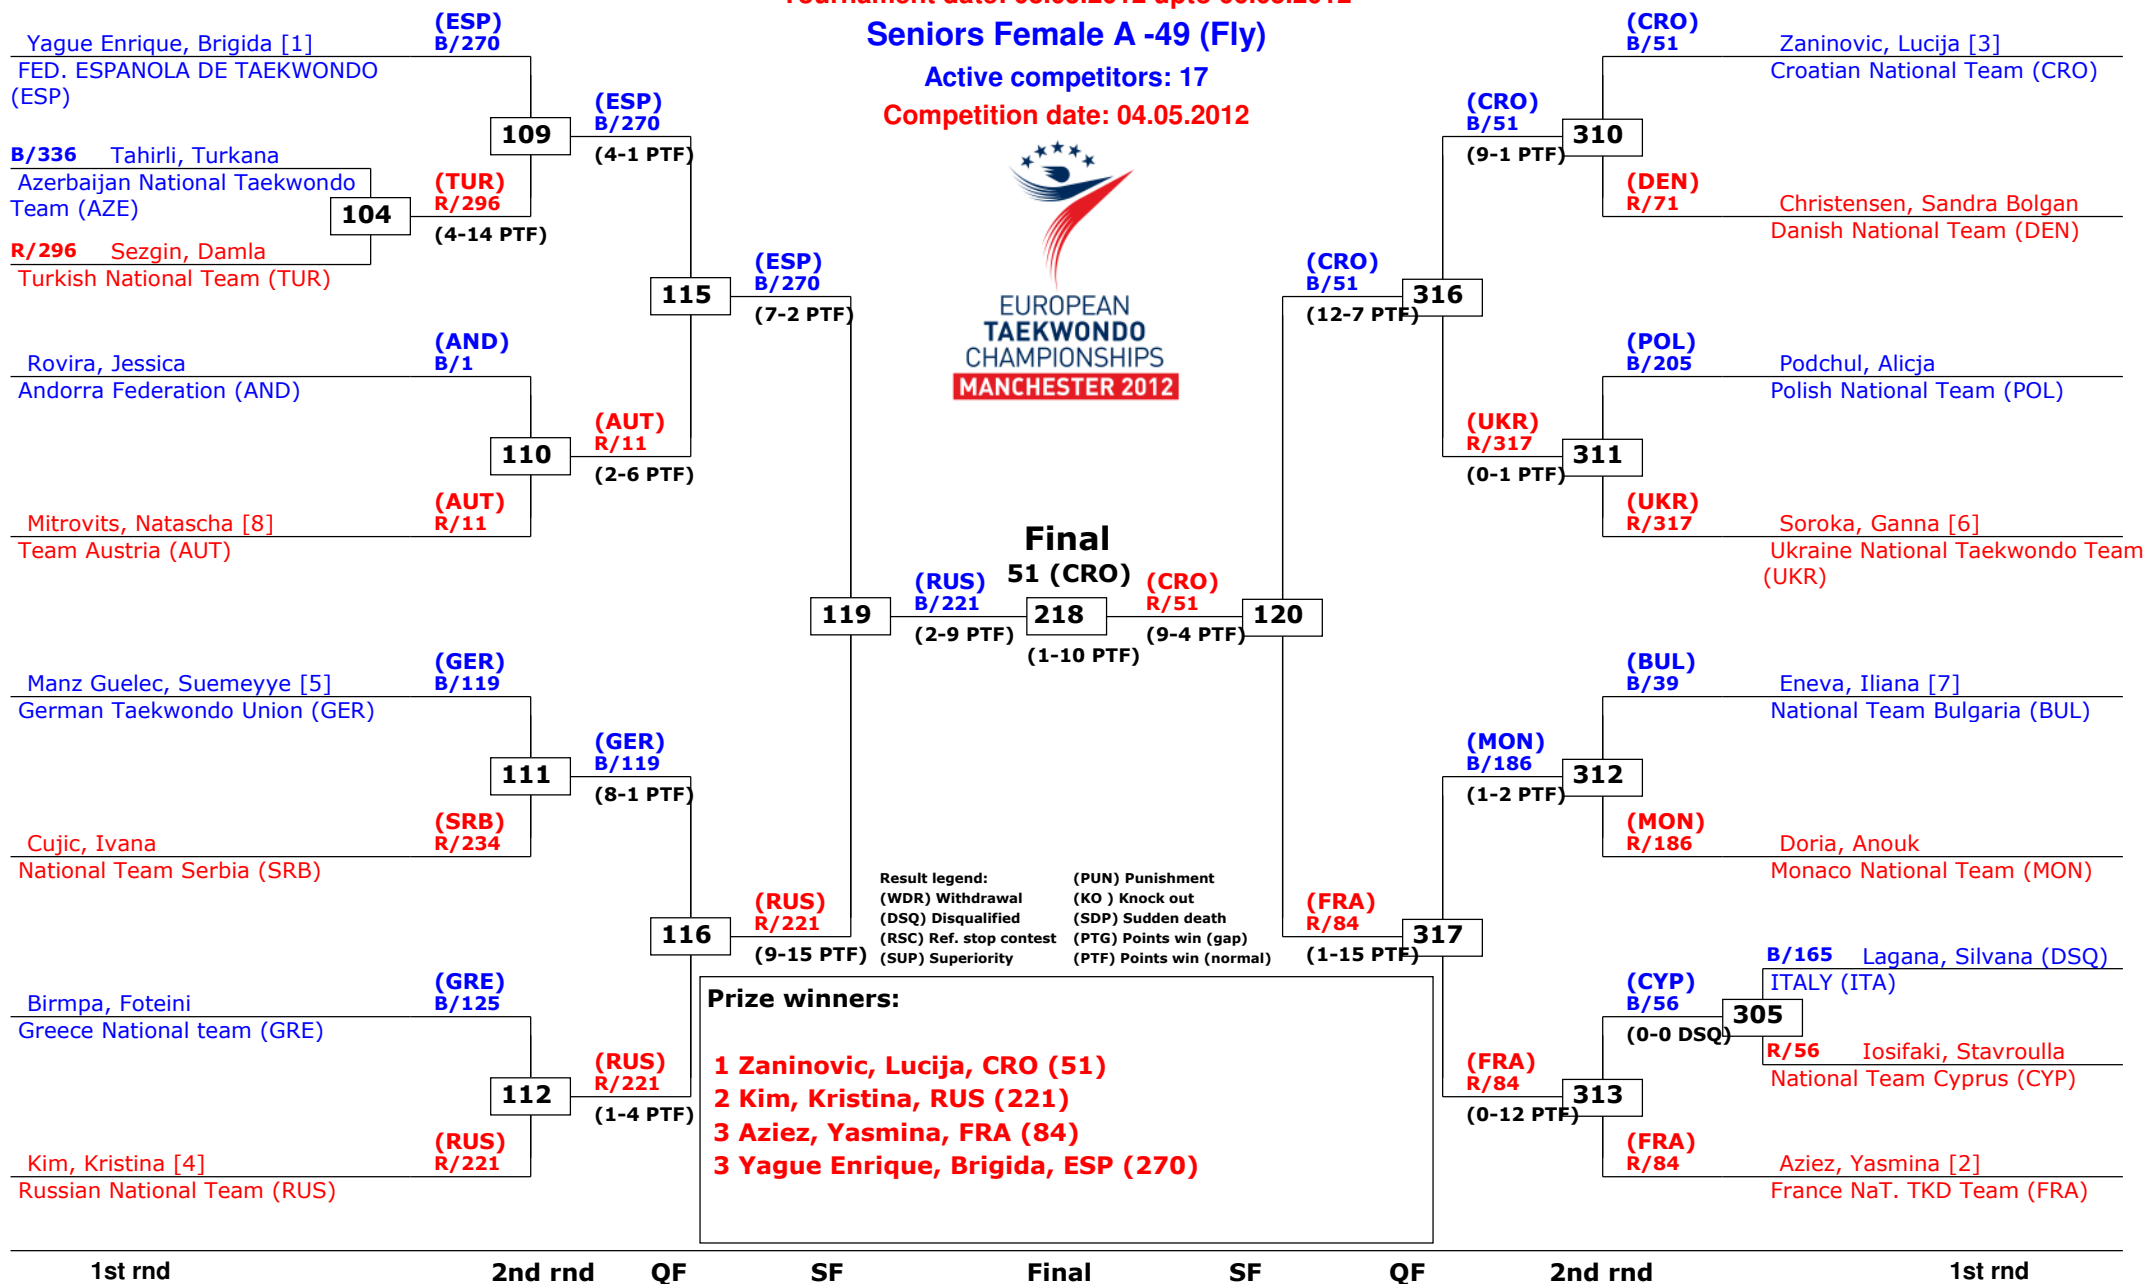 Seniors Female A -49 (Fly)
Active competitors: 17
Competition date: 04.05.2012
EUROPEAN
TAEKWONDO
CHAMPIONSHIPS
MANCHESTER 2012
(ESP)
Yague Enrique, Brigida [1] B/270
FED. ESPANOLA DE TAEKWONDO
(ESP)
109
(ESP)
B/270
(4-1 PTF)
B/336 Tahirli, Turkana
Azerbaijan National Taekwondo
Team (AZE)
104
(TUR)
R/296
(4-14 PTF)
R/296 Sezgin, Damla
Turkish National Team (TUR)
115
(ESP)
B/270
(7-2 PTF)
(AND)
Rovira, Jessica B/1
Andorra Federation (AND)
110
(AUT)
R/11
(2-6 PTF)
(AUT)
Mitrovits, Natascha [8] R/11
Team Austria (AUT)
119
(RUS)
B/221
(2-9 PTF)
Final
51 (CRO)
218
(1-10 PTF)
(CRO)
R/51
(9-4 PTF)
120
(GER)
Manz Guelec, Suemeyye [5] B/119
German Taekwondo Union (GER)
111
(GER)
B/119
(8-1 PTF)
(SRB)
Cujic, Ivana R/234
National Team Serbia (SRB)
116
(RUS)
R/221
(9-15 PTF)
(GRE)
Birmpa, Foteini B/125
Greece National team (GRE)
112
(RUS)
R/221
(1-4 PTF)
(RUS)
Kim, Kristina [4] R/221
Russian National Team (RUS)
(CRO)
B/51 Zaninovic, Lucija [3]
Croatian National Team (CRO)
(CRO)
B/51
(9-1 PTF)
310
(DEN)
R/71 Christensen, Sandra Bolgan
Danish National Team (DEN)
(CRO)
B/51
(12-7 PTF)
316
(POL)
B/205 Podchul, Alicja
Polish National Team (POL)
(UKR)
R/317
(0-1 PTF)
311
(UKR)
R/317 Soroka, Ganna [6]
Ukraine National Taekwondo Team
(UKR)
(BUL)
B/39 Eneva, Iliana [7]
National Team Bulgaria (BUL)
(MON)
B/186
(1-2 PTF)
312
(MON)
R/186 Doria, Anouk
Monaco National Team (MON)
(FRA)
R/84
(1-15 PTF)
317
B/165 Lagana, Silvana (DSQ)
ITALY (ITA)
(CYP)
B/56
(0-0 DSQ)
305
R/56 Iosifaki, Stavroulla
National Team Cyprus (CYP)
(FRA)
R/84
(0-12 PTF)
313
(FRA)
R/84 Aziez, Yasmina [2]
France NaT. TKD Team (FRA)
Result legend: (PUN) Punishment
(WDR) Withdrawal (KO ) Knock out
(DSQ) Disqualified (SDP) Sudden death
(RSC) Ref. stop contest (PTG) Points win (gap)
(SUP) Superiority (PTF) Points win (normal)
Prize winners:
1 Zaninovic, Lucija, CRO (51)
2 Kim, Kristina, RUS (221)
3 Aziez, Yasmina, FRA (84)
3 Yague Enrique, Brigida, ESP (270)
1st rnd 2nd rnd QF SF Final SF QF 2nd rnd 1st rnd